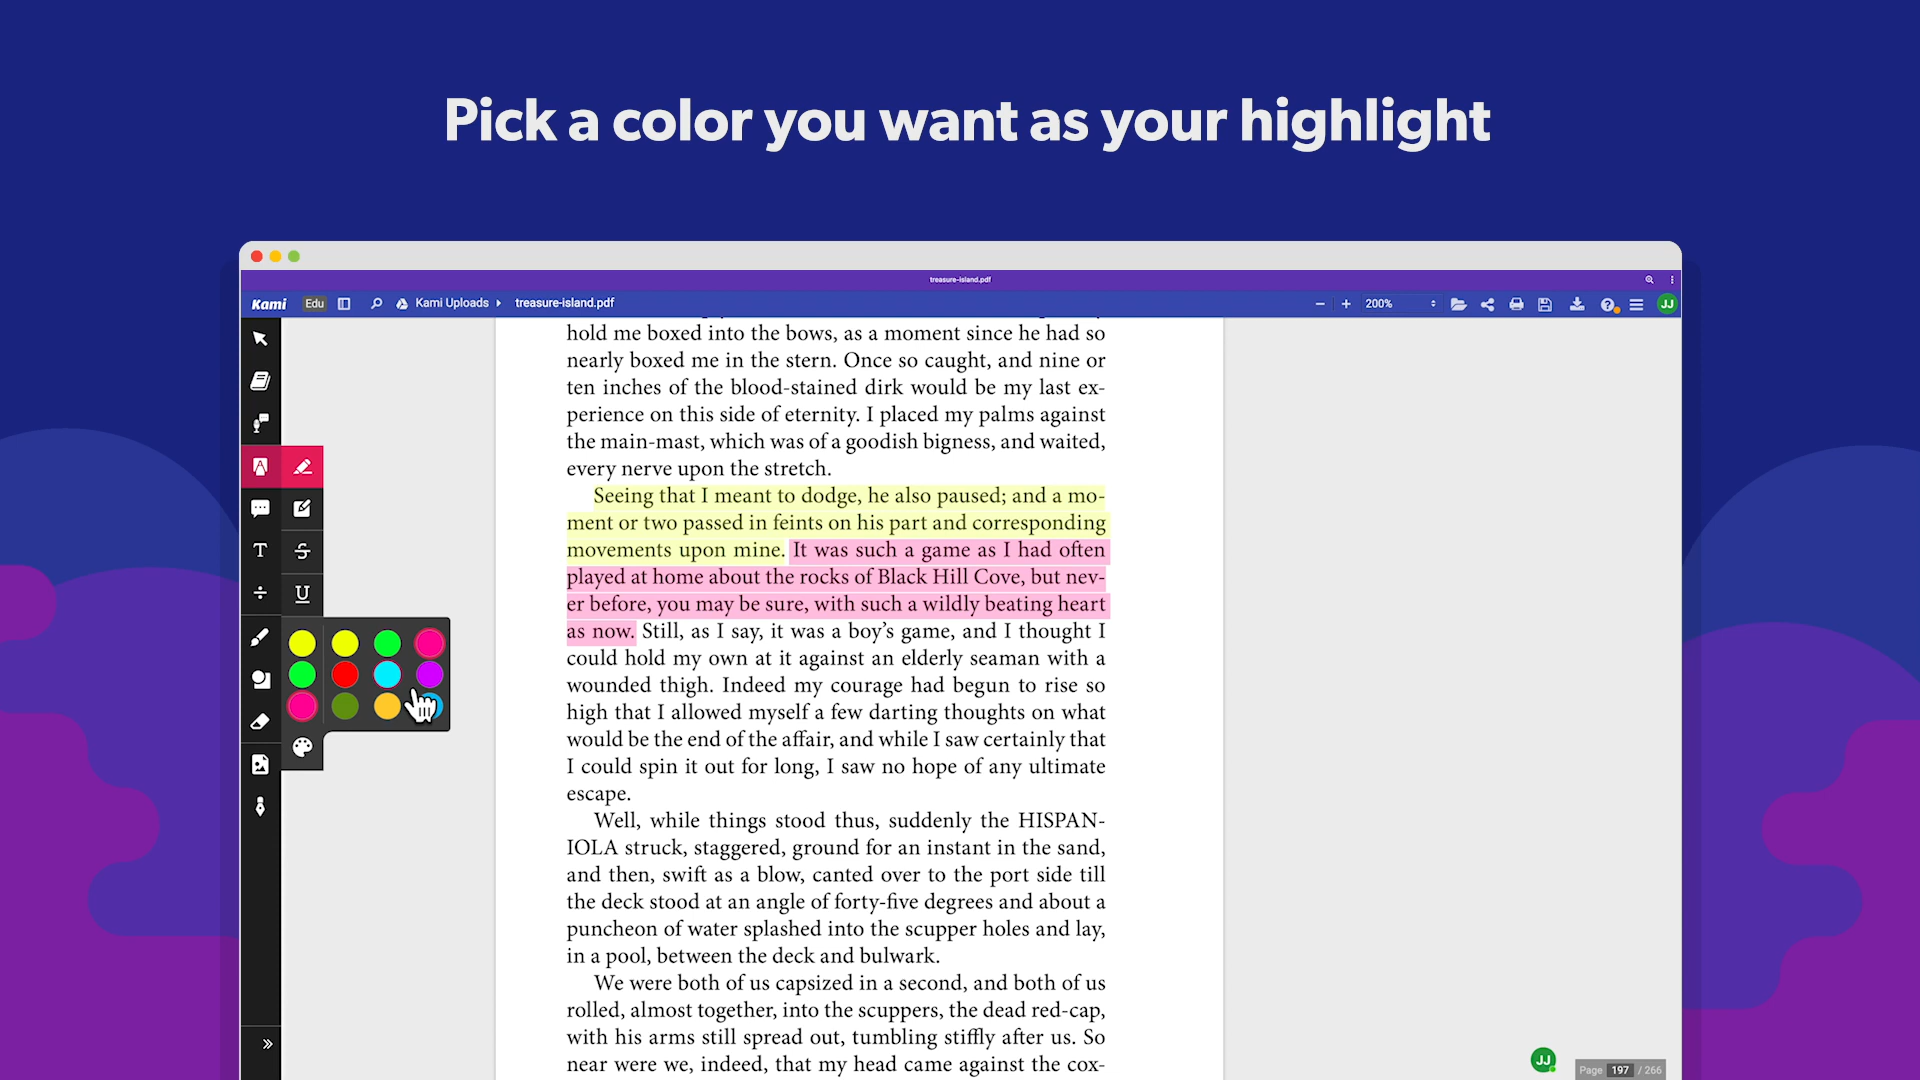 Pick a color you want as your highlight
treasure-island.pdf
Kami Edu Kami Uploads treasure-island.pdf 200% JJ
hold me boxed into the bows, as a moment since he had so
nearly boxed me in the stern. Once so caught, and nine or
ten inches of the blood-stained dirk would be my last ex-
perience on this side of eternity. I placed my palms against
the main-mast, which was of a goodish bigness, and waited,
every nerve upon the stretch.
Seeing that I meant to dodge, he also paused; and a mo-
ment or two passed in feints on his part and corresponding
movements upon mine. It was such a game as I had often
played at home about the rocks of Black Hill Cove, but nev-
er before, you may be sure, with such a wildly beating heart
as now. Still, as I say, it was a boy’s game, and I thought I
could hold my own at it against an elderly seaman with a
wounded thigh. Indeed my courage had begun to rise so
high that I allowed myself a few darting thoughts on what
would be the end of the affair, and while I saw certainly that
I could spin it out for long, I saw no hope of any ultimate
escape.
Well, while things stood thus, suddenly the HISPAN-
IOLA struck, staggered, ground for an instant in the sand,
and then, swift as a blow, canted over to the port side till
the deck stood at an angle of forty-five degrees and about a
puncheon of water splashed into the scupper holes and lay,
in a pool, between the deck and bulwark.
We were both of us capsized in a second, and both of us
rolled, almost together, into the scuppers, the dead red-cap,
with his arms still spread out, tumbling stiffly after us. So
near were we, indeed, that my head came against the cox-
JJ
Page 197 / 266